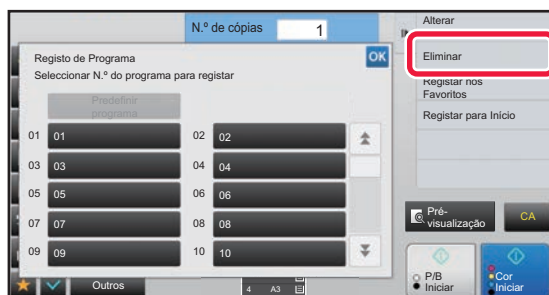 N.º de cópias 1
Registo de Programa
OK
Seleccionar N.º do programa para registar
Predefinir
programa
01 01
02 02
03 03
04 04
05 05
06 06
07 07
08 08
09 09
10 10
Outros
4 A3
Alterar
Eliminar
Registar nos
Favoritos
Registar para Início
Pré-
visualização
CA
P/B
Iniciar
Cor
Iniciar